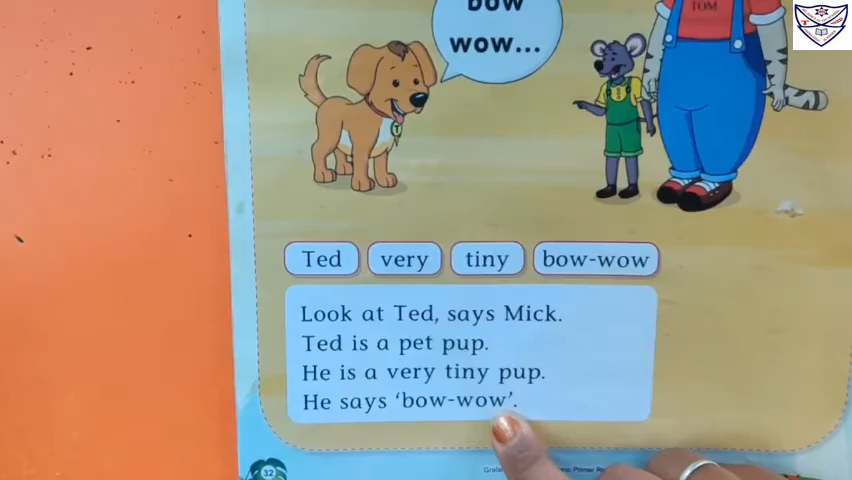 bow
wow...
TOM
Ted very tiny bow-wow
Look at Ted, says Mick.
Ted is a pet pup.
He is a very tiny pup.
He says ‘bow-wow’.
32